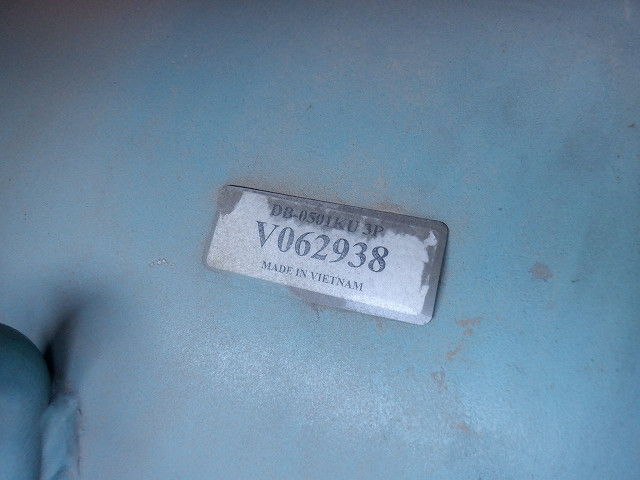 DB-0501KU 3P
V062938
MADE IN VIETNAM